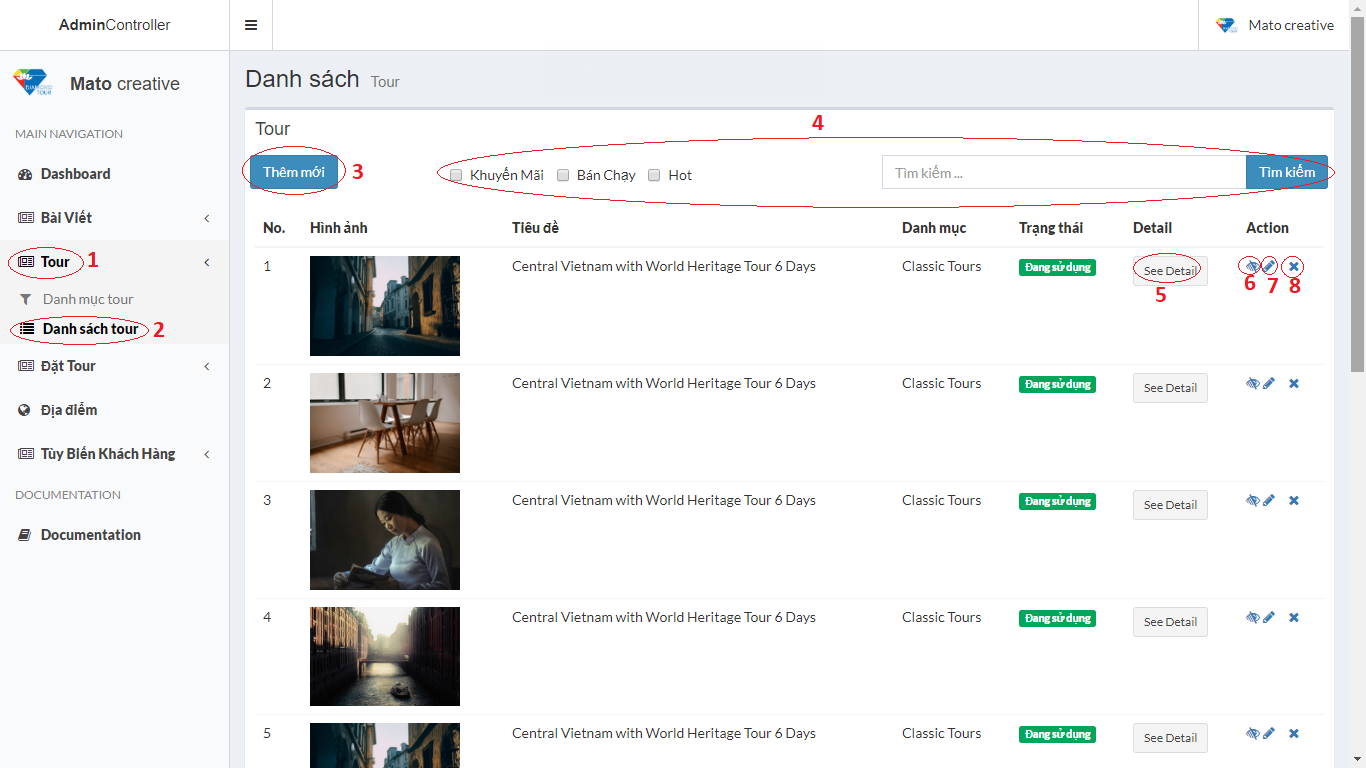 AdminController
Mato creative
Mato creative
MAIN NAVIGATION
Dashboard
Bài Viết
Tour 1
Danh mục tour
Danh sách tour 2
Đặt Tour
Địa điểm
Tùy Biến Khách Hàng
DOCUMENTATION
Documentation
Danh sách Tour
Tour
4
Thêm mới 3 Khuyến Mãi Bán Chạy Hot Tìm kiếm ... Tìm kiếm
No. Hình ảnh Tiêu đề Danh mục Trạng thái Detail Action
1 Central Vietnam with World Heritage Tour 6 Days Classic Tours Đang sử dụng See Detail
5 6 7 8
2 Central Vietnam with World Heritage Tour 6 Days Classic Tours Đang sử dụng See Detail
3 Central Vietnam with World Heritage Tour 6 Days Classic Tours Đang sử dụng See Detail
4 Central Vietnam with World Heritage Tour 6 Days Classic Tours Đang sử dụng See Detail
5 Central Vietnam with World Heritage Tour 6 Days Classic Tours Đang sử dụng See Detail